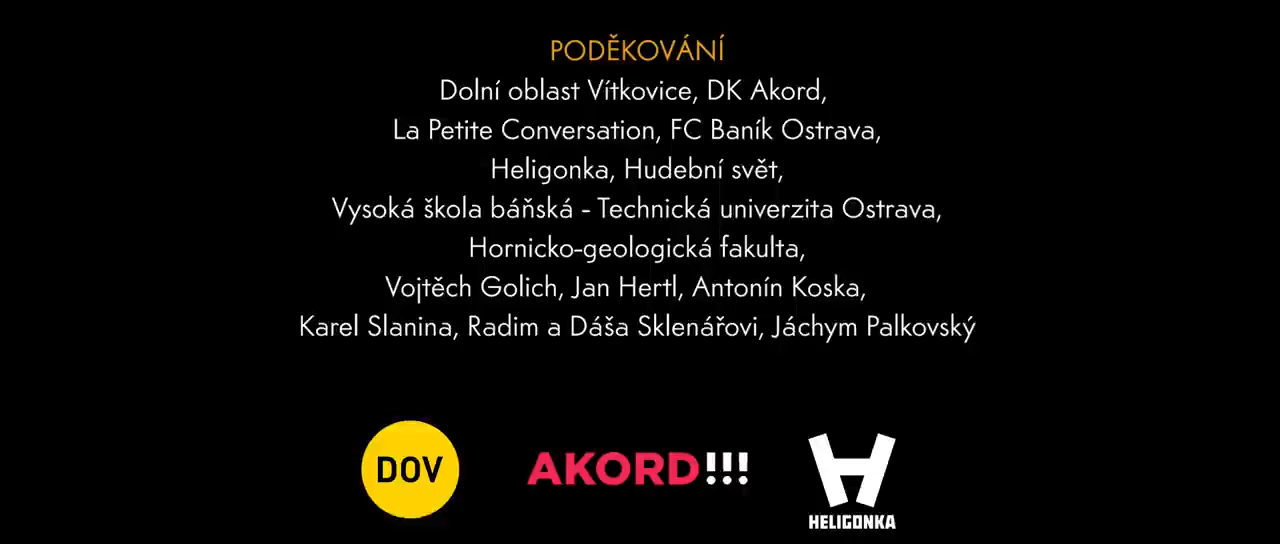 PODĚKOVÁNÍ
Dolní oblast Vítkovice, DK Akord,
La Petite Conversation, FC Baník Ostrava,
Heligonka, Hudební svět,
Vysoká škola báňská - Technická univerzita Ostrava,
Hornicko-geologická fakulta,
Vojtěch Golich, Jan Hertl, Antonín Koska,
Karel Slanina, Radim a Dáša Sklenářovi, Jáchym Palkovský
DOV
AKORD!!!
HELIGONKA